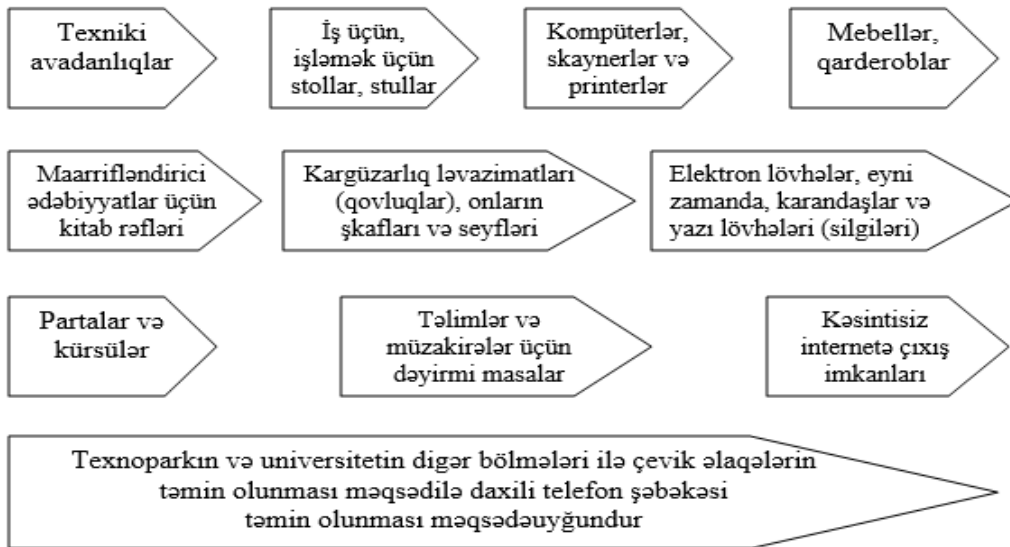 Texniki
avadanlıqlar
İş üçün,
işləmək üçün
stollar, stullar
Kompüterlər,
skaynerlər və
printerlər
Mebellər,
qarderoblar
Maarrifləndirici
ədəbiyyatlar üçün
kitab rəfləri
Kargüzarlıq ləvazimatları
(qovluqlar), onların
şkafları və seyfləri
Elektron lövhələr, eyni
zamanda, karandaşlar və
yazı lövhələri (silgiləri)
Partalar və
kürsülər
Təlimlər və
müzakirələr üçün
dəyirmi masalar
Kəsintisiz
internetə çıxış
imkanları
Texnoparkın və universitetin digər bölmələri ilə çevik əlaqələrin
təmin olunması məqsədilə daxili telefon şəbəkəsi
təmin olunması məqsədəuyğundur